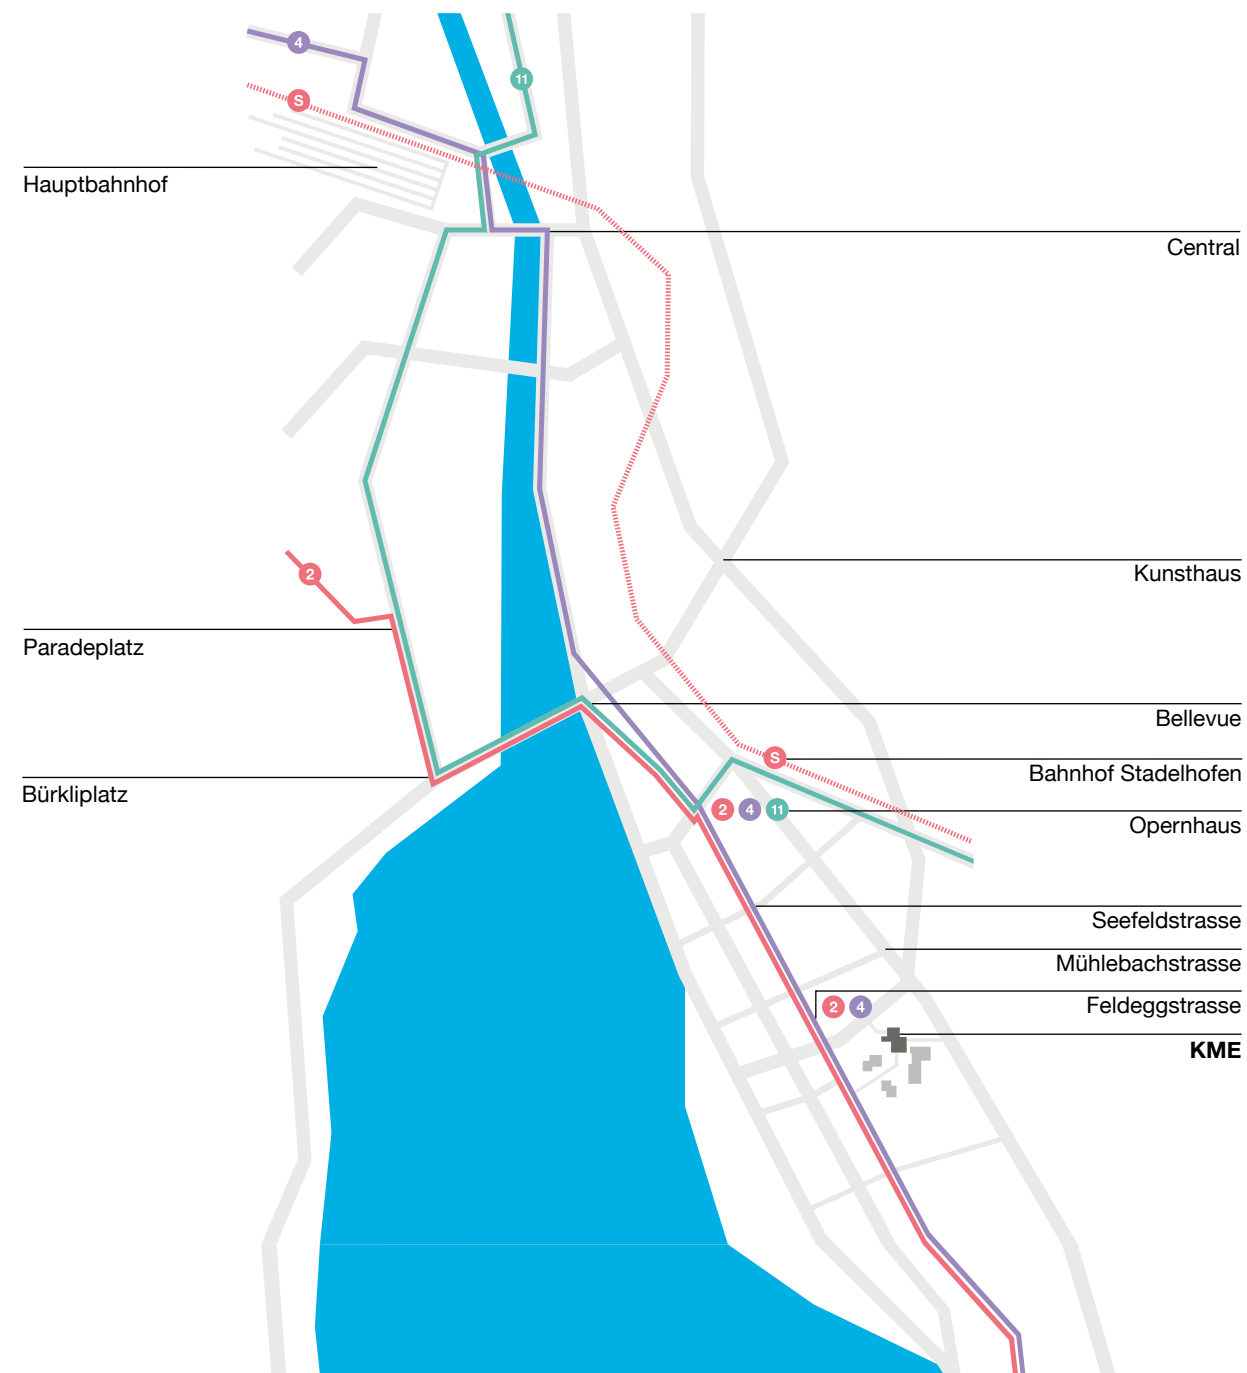 4
11
S
Hauptbahnhof
Central
Kunsthaus
2
Paradeplatz
Bellevue
S
Bahnhof Stadelhofen
Bürkliplatz
2 4 11
Opernhaus
Seefeldstrasse
Mühlebachstrasse
2 4
Feldeggstrasse
KME